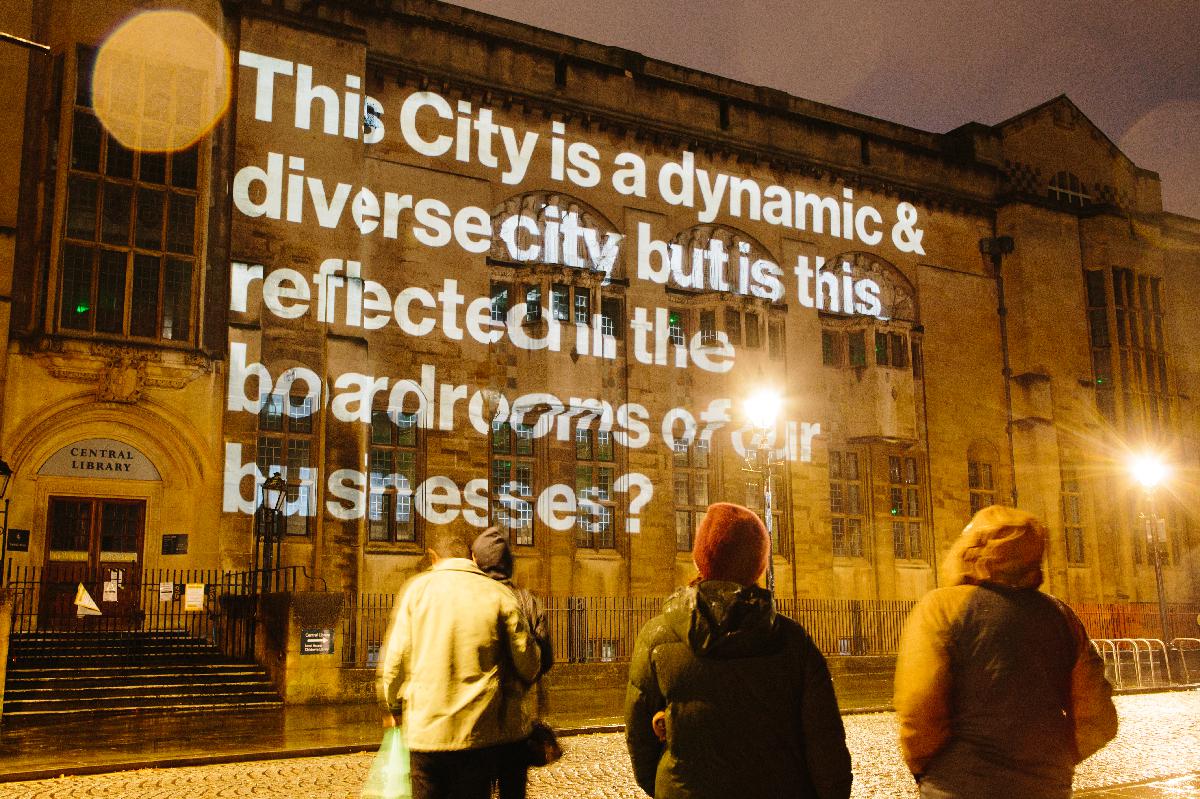 This City is a dynamic &
diverse city but is this
reflected in the
boardrooms of our
businesses?
CENTRAL
LIBRARY